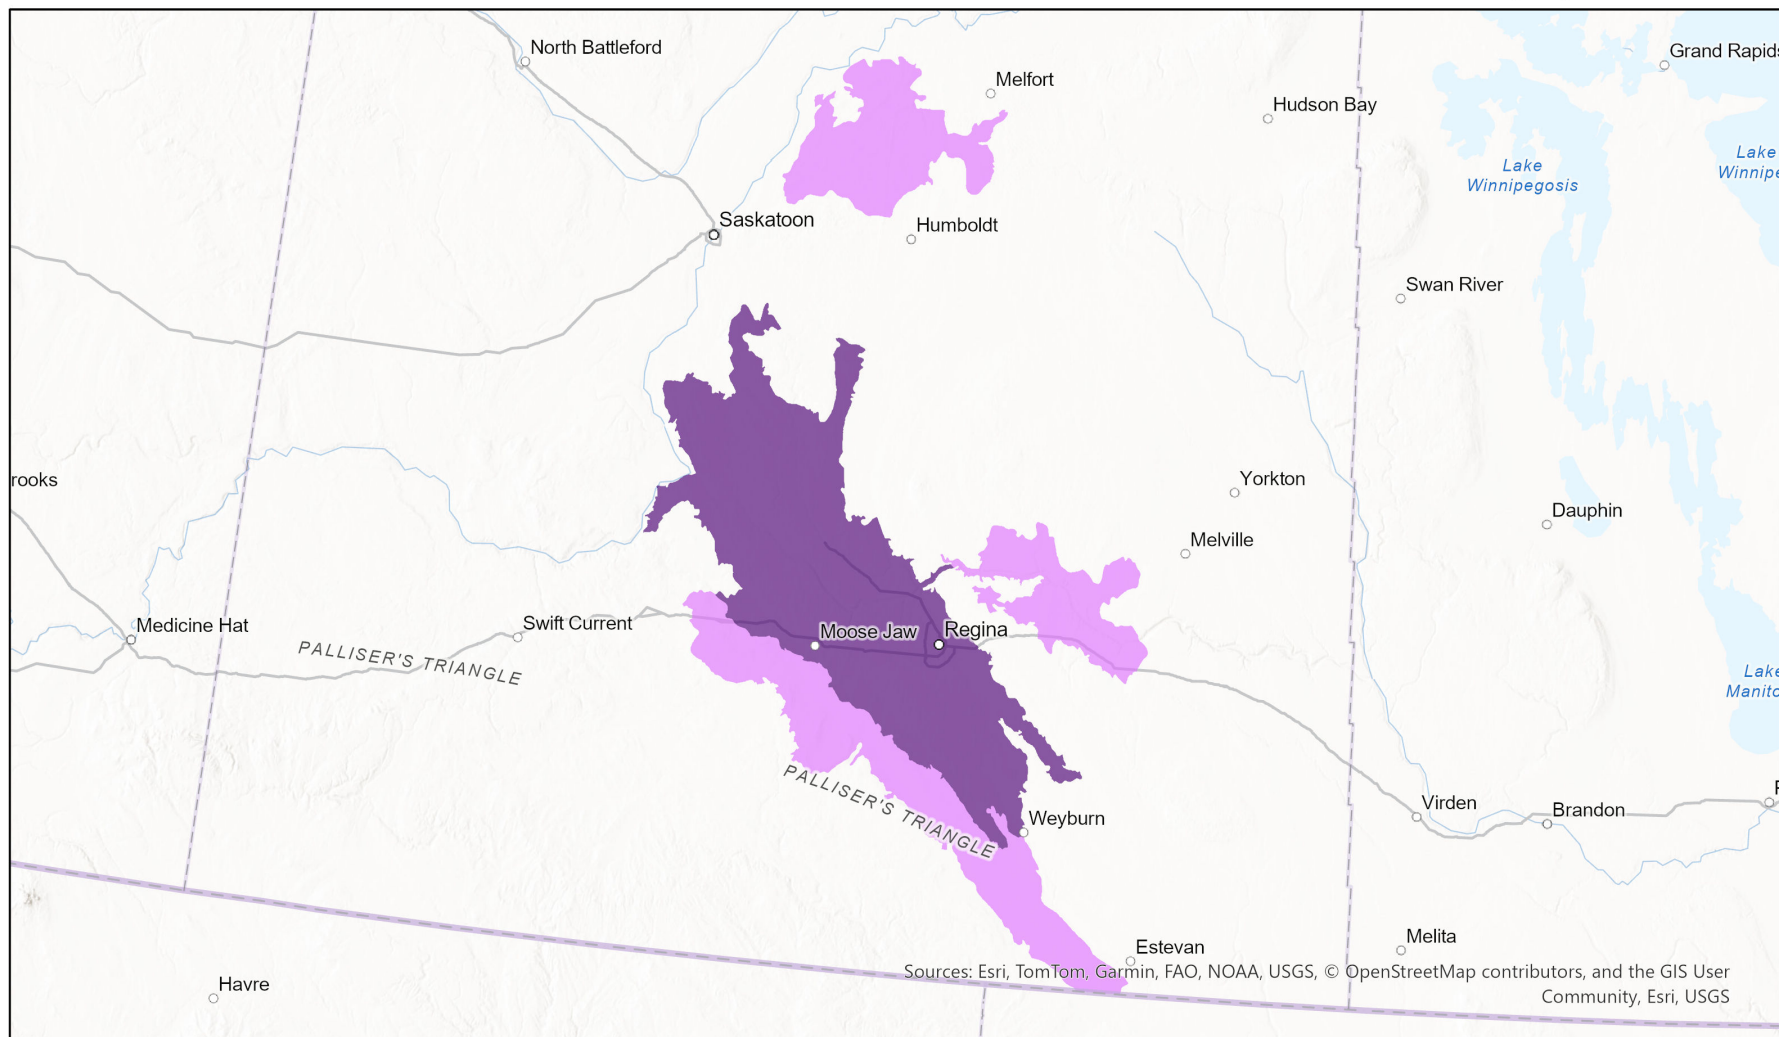 North Battleford
Melfort
Grand Rapids
Hudson Bay
Lake
Winnipegosis
Lake
Saskatoon
Humboldt
Swan River
rooks
Yorkton
Dauphin
Melville
Medicine Hat
Swift Current
Moose Jaw
Regina
PALLISER'S TRIANGLE
Lake
PALLISER'S TRIANGLE
Virden
Brandon
Weyburn
Melita
Estevan
Havre
Sources: Esri, TomTom, Garmin, FAO, NOAA, USGS, © OpenStreetMap contributors, and the GIS User
Community, Esri, USGS